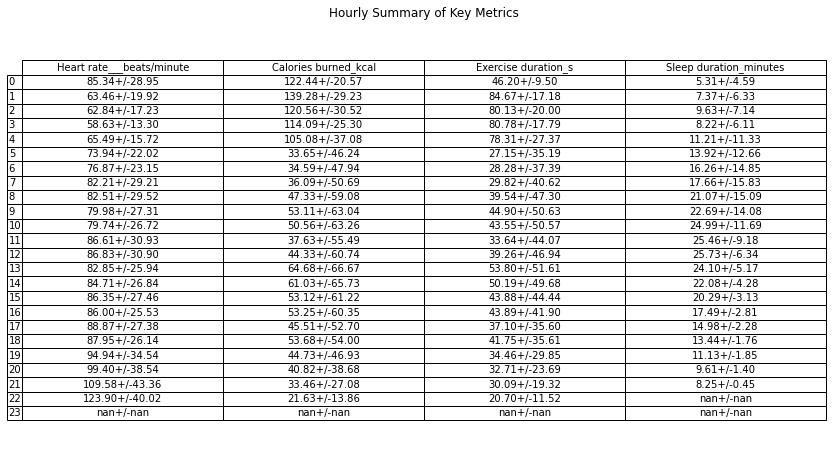 Hourly Summary of Key Metrics
Heart rate___beats/minute Calories burned_kcal Exercise duration_s Sleep duration_minutes
0 85.34+/-28.95 122.44+/-20.57 46.20+/-9.50 5.31+/-4.59
1 63.46+/-19.92 139.28+/-29.23 84.67+/-17.18 7.37+/-6.33
2 62.84+/-17.23 120.56+/-30.52 80.13+/-20.00 9.63+/-7.14
3 58.63+/-13.30 114.09+/-25.30 80.78+/-17.79 8.22+/-6.11
4 65.49+/-15.72 105.08+/-37.08 78.31+/-27.37 11.21+/-11.33
5 73.94+/-22.02 33.65+/-46.24 27.15+/-35.19 13.92+/-12.66
6 76.87+/-23.15 34.59+/-47.94 28.28+/-37.39 16.26+/-14.85
7 82.21+/-29.21 36.09+/-50.69 29.82+/-40.62 17.66+/-15.83
8 82.51+/-29.52 47.33+/-59.08 39.54+/-47.30 21.07+/-15.09
9 79.98+/-27.31 53.11+/-63.04 44.90+/-50.63 22.69+/-14.08
10 79.74+/-26.72 50.56+/-63.26 43.55+/-50.57 24.99+/-11.69
11 86.61+/-30.93 37.63+/-55.49 33.64+/-44.07 25.46+/-9.18
12 86.83+/-30.90 44.33+/-60.74 39.26+/-46.94 25.73+/-6.34
13 82.85+/-25.94 64.68+/-66.67 53.80+/-51.61 24.10+/-5.17
14 84.71+/-26.84 61.03+/-65.73 50.19+/-49.68 22.08+/-4.28
15 86.35+/-27.46 53.12+/-61.22 43.88+/-44.44 20.29+/-3.13
16 86.00+/-25.53 53.25+/-60.35 43.89+/-41.90 17.49+/-2.81
17 88.87+/-27.38 45.51+/-52.70 37.10+/-35.60 14.98+/-2.28
18 87.95+/-26.14 53.68+/-54.00 41.75+/-35.61 13.44+/-1.76
19 94.94+/-34.54 44.73+/-46.93 34.46+/-29.85 11.13+/-1.85
20 99.40+/-38.54 40.82+/-38.68 32.71+/-23.69 9.61+/-1.40
21 109.58+/-43.36 33.46+/-27.08 30.09+/-19.32 8.25+/-0.45
22 123.90+/-40.02 21.63+/-13.86 20.70+/-11.52 nan+/-nan
23 nan+/-nan nan+/-nan nan+/-nan nan+/-nan